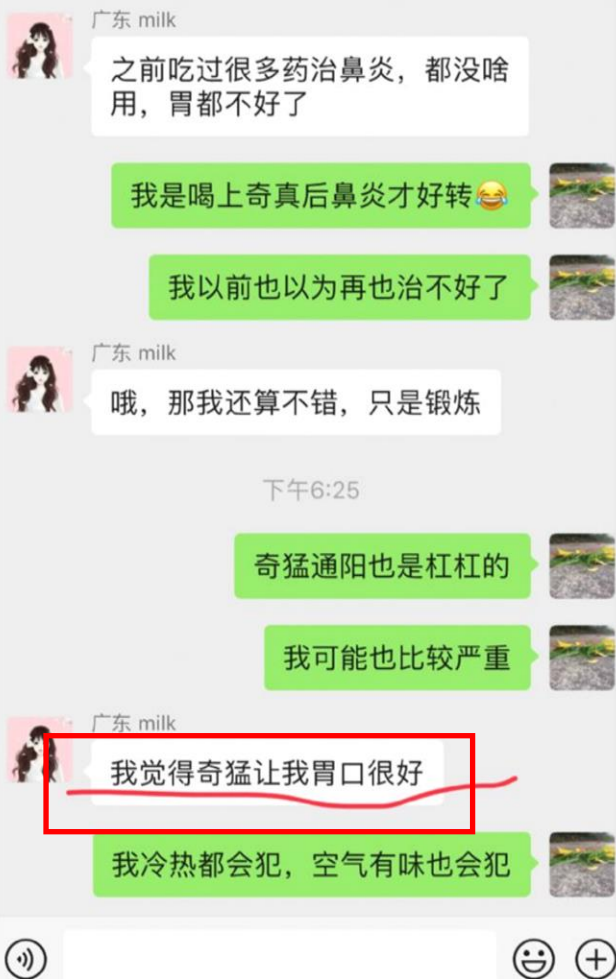 广东 milk
之前吃过很多药治鼻炎，都没啥
用，胃都不好了
我是喝上奇真后鼻炎才好转😂
我以前也以为再也治不好了
广东 milk
哦，那我还算不错，只是锻炼
下午6:25
奇猛通阳也是杠杠的
我可能也比较严重
广东 milk
我觉得奇猛让我胃口很好
我冷热都会犯，空气有味也会犯